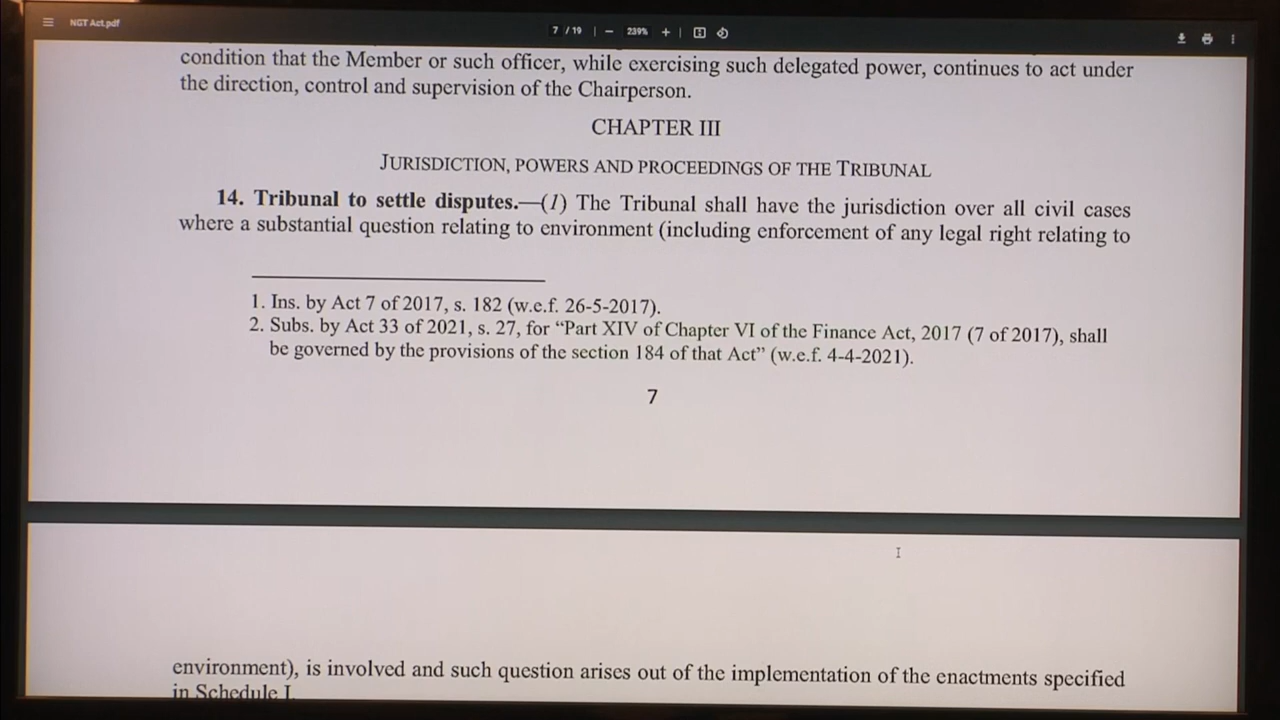 NGT Act.pdf
7 / 19 | − 239% + |
condition that the Member or such officer, while exercising such delegated power, continues to act under
the direction, control and supervision of the Chairperson.
CHAPTER III
JURISDICTION, POWERS AND PROCEEDINGS OF THE TRIBUNAL
14. Tribunal to settle disputes.—(1) The Tribunal shall have the jurisdiction over all civil cases
where a substantial question relating to environment (including enforcement of any legal right relating to
1. Ins. by Act 7 of 2017, s. 182 (w.e.f. 26-5-2017).
2. Subs. by Act 33 of 2021, s. 27, for “Part XIV of Chapter VI of the Finance Act, 2017 (7 of 2017), shall
be governed by the provisions of the section 184 of that Act” (w.e.f. 4-4-2021).
7
environment), is involved and such question arises out of the implementation of the enactments specified
in Schedule I.